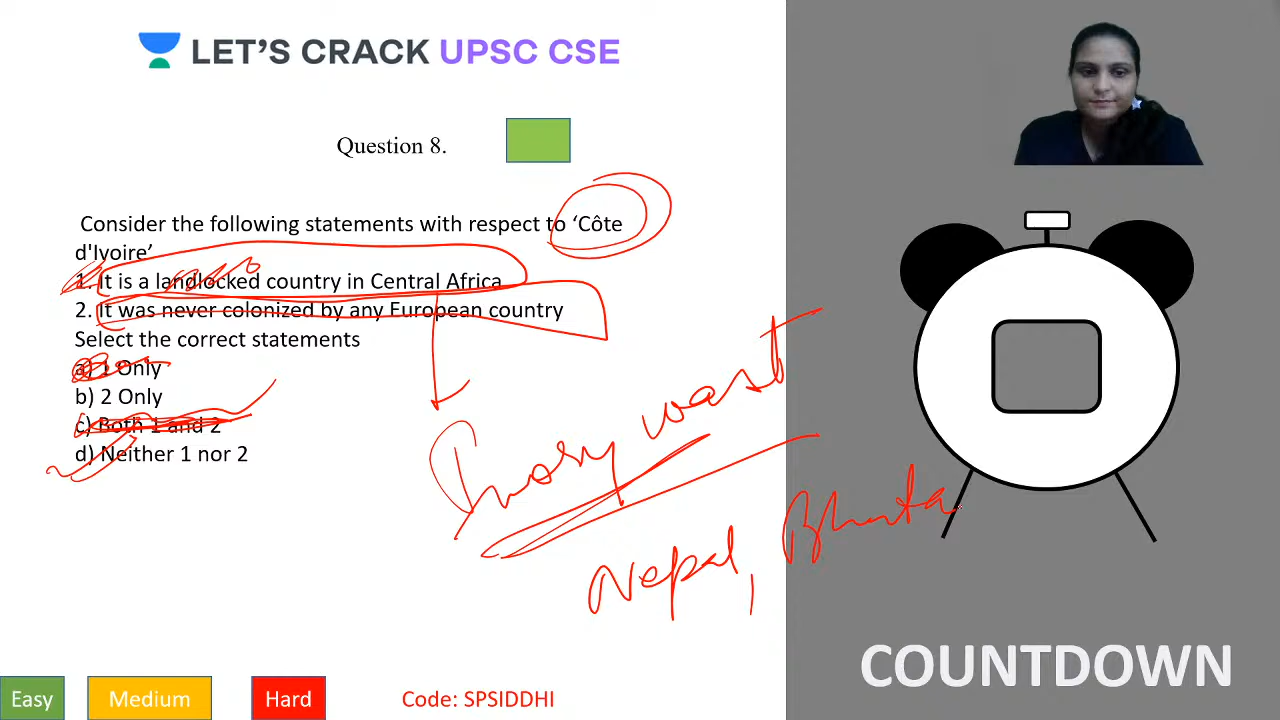 LET'S CRACK UPSC CSE
Question 8.
Consider the following statements with respect to 'Côte
d'Ivoire'
1. It is a landlocked country in Central Africa
2. It was never colonized by any European country
Select the correct statements
a) 1 Only
b) 2 Only
c) Both 1 and 2
d) Neither 1 nor 2
Ivory
Nepal, Bhuta
COUNTDOWN
Easy Medium Hard Code: SPSIDDHI